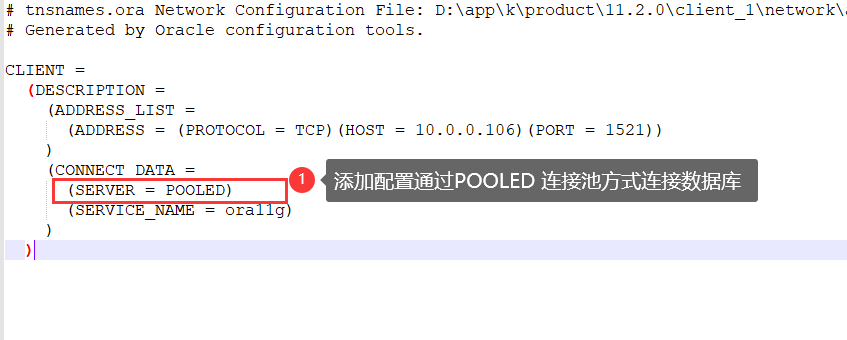 # tnsnames.ora Network Configuration File: D:\app\k\product\11.2.0\client_1\network\
# Generated by Oracle configuration tools.
CLIENT =
(DESCRIPTION =
(ADDRESS_LIST =
(ADDRESS = (PROTOCOL = TCP)(HOST = 10.0.0.106)(PORT = 1521))
)
(CONNECT_DATA =
(SERVER = POOLED)
1
添加配置通过POOLED 连接池方式连接数据库
(SERVICE_NAME = ora11g)
)
)